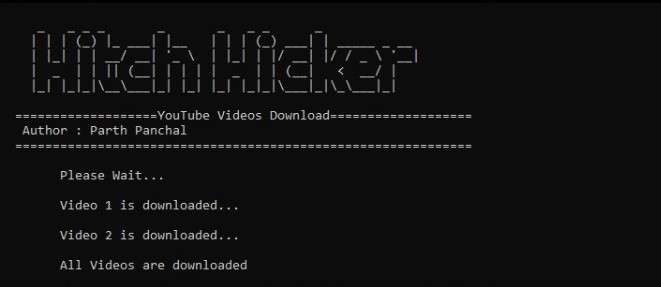 Hitch Hicker
===================YouTube Videos Download===================
Author : Parth Panchal
=============================================================
Please Wait...
Video 1 is downloaded...
Video 2 is downloaded...
All Videos are downloaded